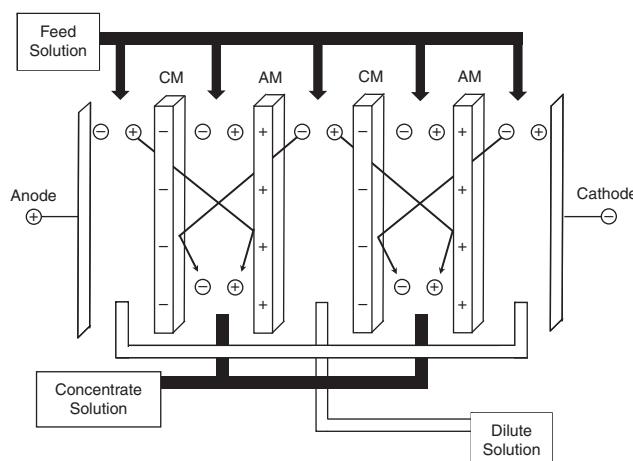 Feed
Solution
CM
AM
CM
AM
− + − + − + − + − +
− + − +
− + − +
Anode
+
Cathode
−
− + − +
− + − +
− + − +
Concentrate
Solution
Dilute
Solution